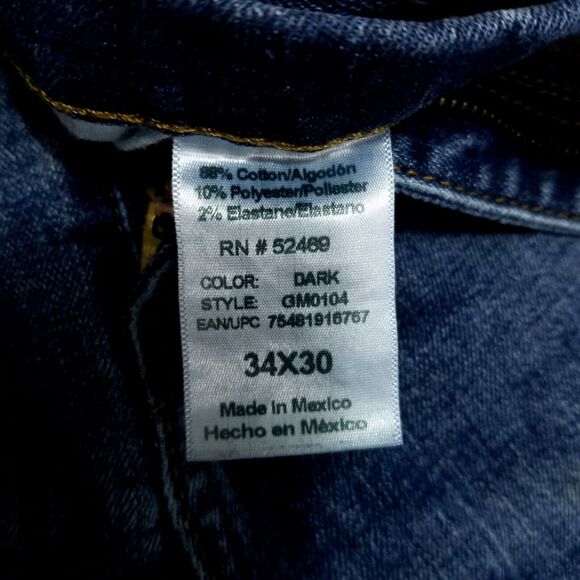 88% Cotton/Algodón
10% Polyester/Poliester
2% Elastane/Elastano
RN # 52469
COLOR: DARK
STYLE: GM0104
EAN/UPC 75481916767
34X30
Made in Mexico
Hecho en México